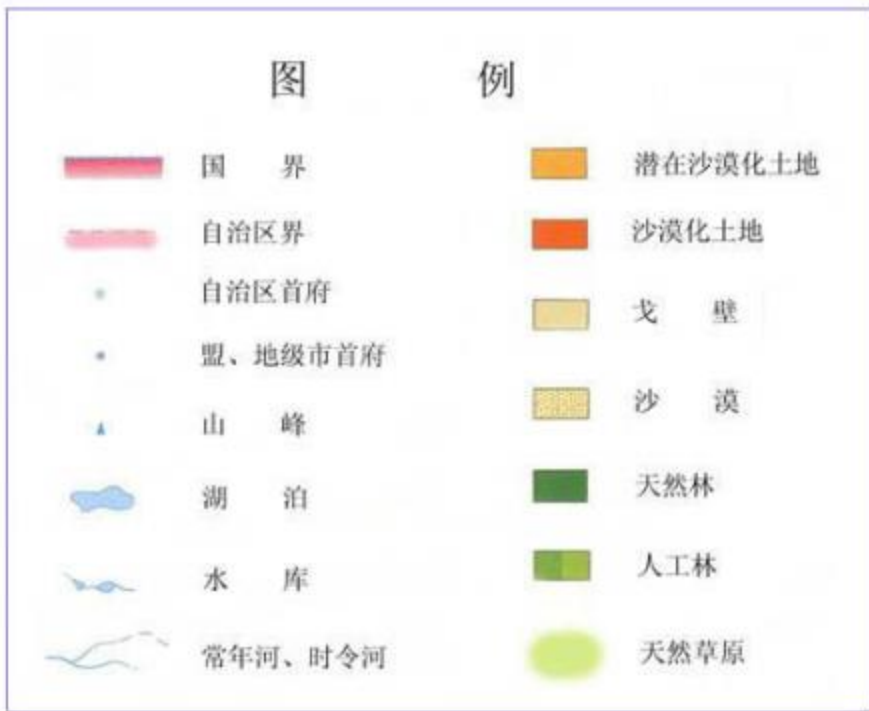 图 例
国 界
自治区界
自治区首府
盟、地级市首府
山 峰
湖 泊
水 库
常年河、时令河
潜在沙漠化土地
沙漠化土地
戈 壁
沙 漠
天然林
人工林
天然草原